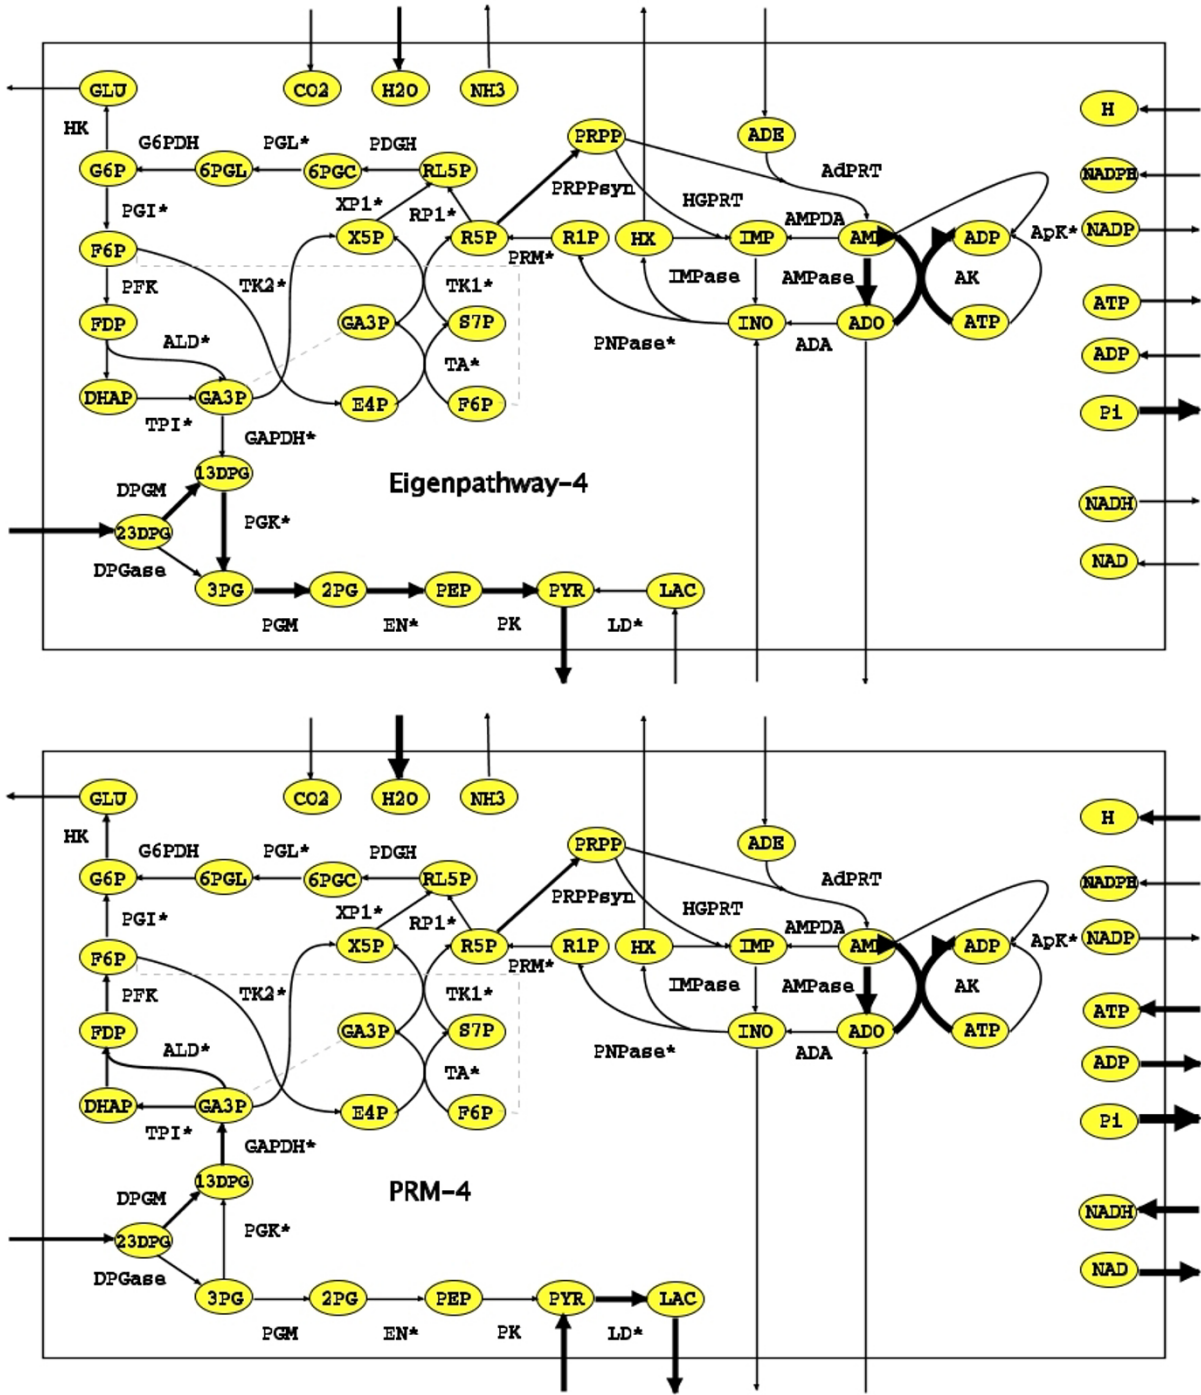 CO2 H2O NH3
GLU
HK
PRPP ADE
H
G6PDH PGL* PDGH
G6P 6PGL 6PGC RL5P
AdPRT
NADPH
PRPPsyn
PGI* XP1* RP1* HGPRT AMPDA
F6P X5P R5P R1P HX IMP AMP ADP ApK* NADP
PRM*
PFK TK2* TK1* IMPase AMPase AK
ATP
FDP GA3P S7P INO ADO ATP
ALD* PNPase* ADA
ADP
TA*
DHAP GA3P E4P F6P
Pi
TPI* GAPDH*
13DPG
Eigenpathway-4
DPGM
NADH
23DPG PGK*
DPGase
NAD
3PG 2PG PEP PYR LAC
PGM EN* PK LD*
CO2 H2O NH3
GLU
HK
PRPP ADE
H
G6PDH PGL* PDGH
G6P 6PGL 6PGC RL5P
AdPRT
NADPH
PRPPsyn
PGI* XP1* RP1* HGPRT AMPDA
F6P X5P R5P R1P HX IMP AMP ADP ApK* NADP
PRM*
PFK TK2* TK1* IMPase AMPase AK
ATP
FDP GA3P S7P INO ADO ATP
ALD* PNPase* ADA
ADP
TA*
DHAP GA3P E4P F6P
Pi
TPI* GAPDH*
13DPG
PRM-4
DPGM
NADH
23DPG PGK*
DPGase
NAD
3PG 2PG PEP PYR LAC
PGM EN* PK LD*